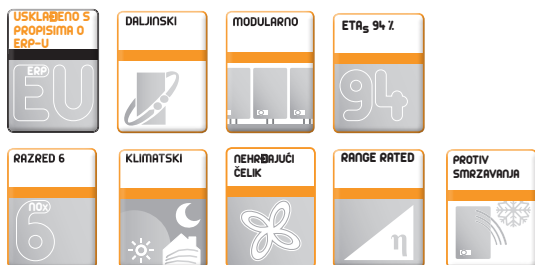 USKLAĐENO S
PROPISIMA O
ERP-U
ERP
EU
DALJINSKI
MODULARNO
ETAs 94 %
94
RAZRED 6
NOx
6
KLIMATSKI
NEHRĐAJUĆI
ČELIK
RANGE RATED
η
PROTIV
SMRZAVANJA